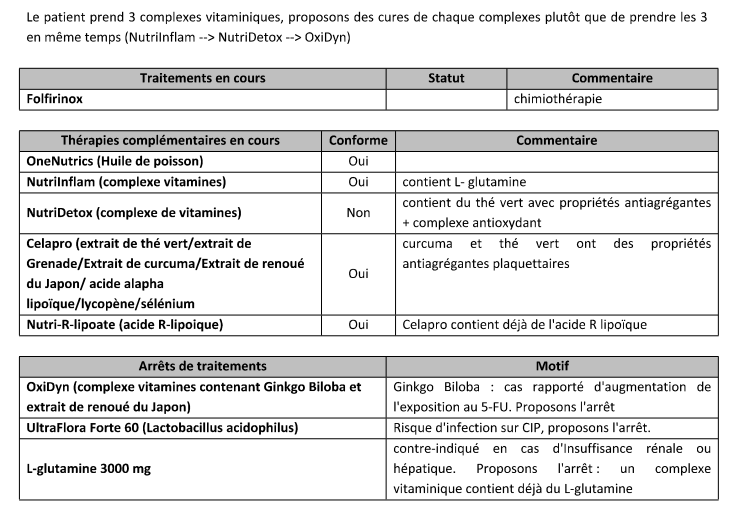 Le patient prend 3 complexes vitaminiques, proposons des cures de chaque complexes plutôt que de prendre les 3
en même temps (NutriInflam --> NutriDetox --> OxiDyn)
Traitements en cours Statut Commentaire
Folfirinox chimiothérapie
Thérapies complémentaires en cours Conforme Commentaire
OneNutrics (Huile de poisson) Oui
NutriInflam (complexe vitamines) Oui contient L- glutamine
NutriDetox (complexe de vitamines) Non contient du thé vert avec propriétés antiagrégantes
+ complexe antioxydant
Celapro (extrait de thé vert/extrait de
Grenade/Extrait de curcuma/Extrait de renoué
du Japon/ acide alapha
lipoïque/lycopène/sélénium
Oui
curcuma et thé vert ont des propriétés
antiagrégantes plaquettaires
Nutri-R-lipoate (acide R-lipoique) Oui Celapro contient déjà de l'acide R lipoïque
Arrêts de traitements Motif
OxiDyn (complexe vitamines contenant Ginkgo Biloba et
extrait de renoué du Japon)
Ginkgo Biloba : cas rapporté d'augmentation de
l'exposition au 5-FU. Proposons l'arrêt
UltraFlora Forte 60 (Lactobacillus acidophilus) Risque d'infection sur CIP, proposons l'arrêt.
L-glutamine 3000 mg
contre-indiqué en cas d'Insuffisance rénale ou
hépatique. Proposons l'arrêt : un complexe
vitaminique contient déjà du L-glutamine